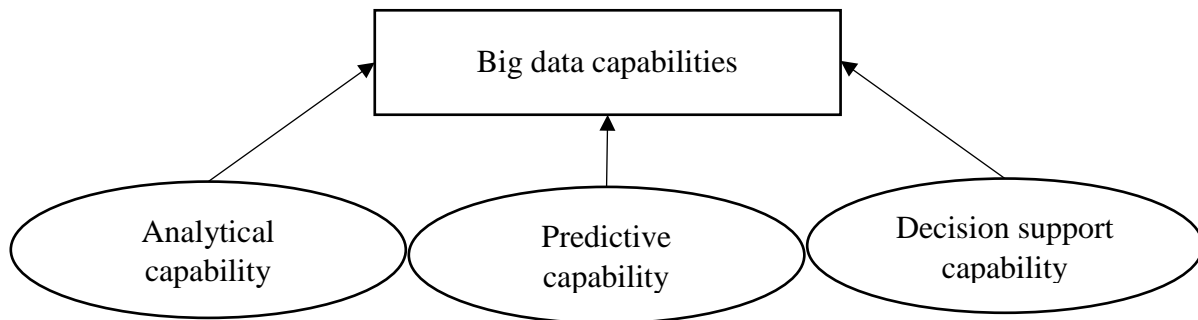 Big data capabilities
Analytical
capability
Predictive
capability
Decision support
capability